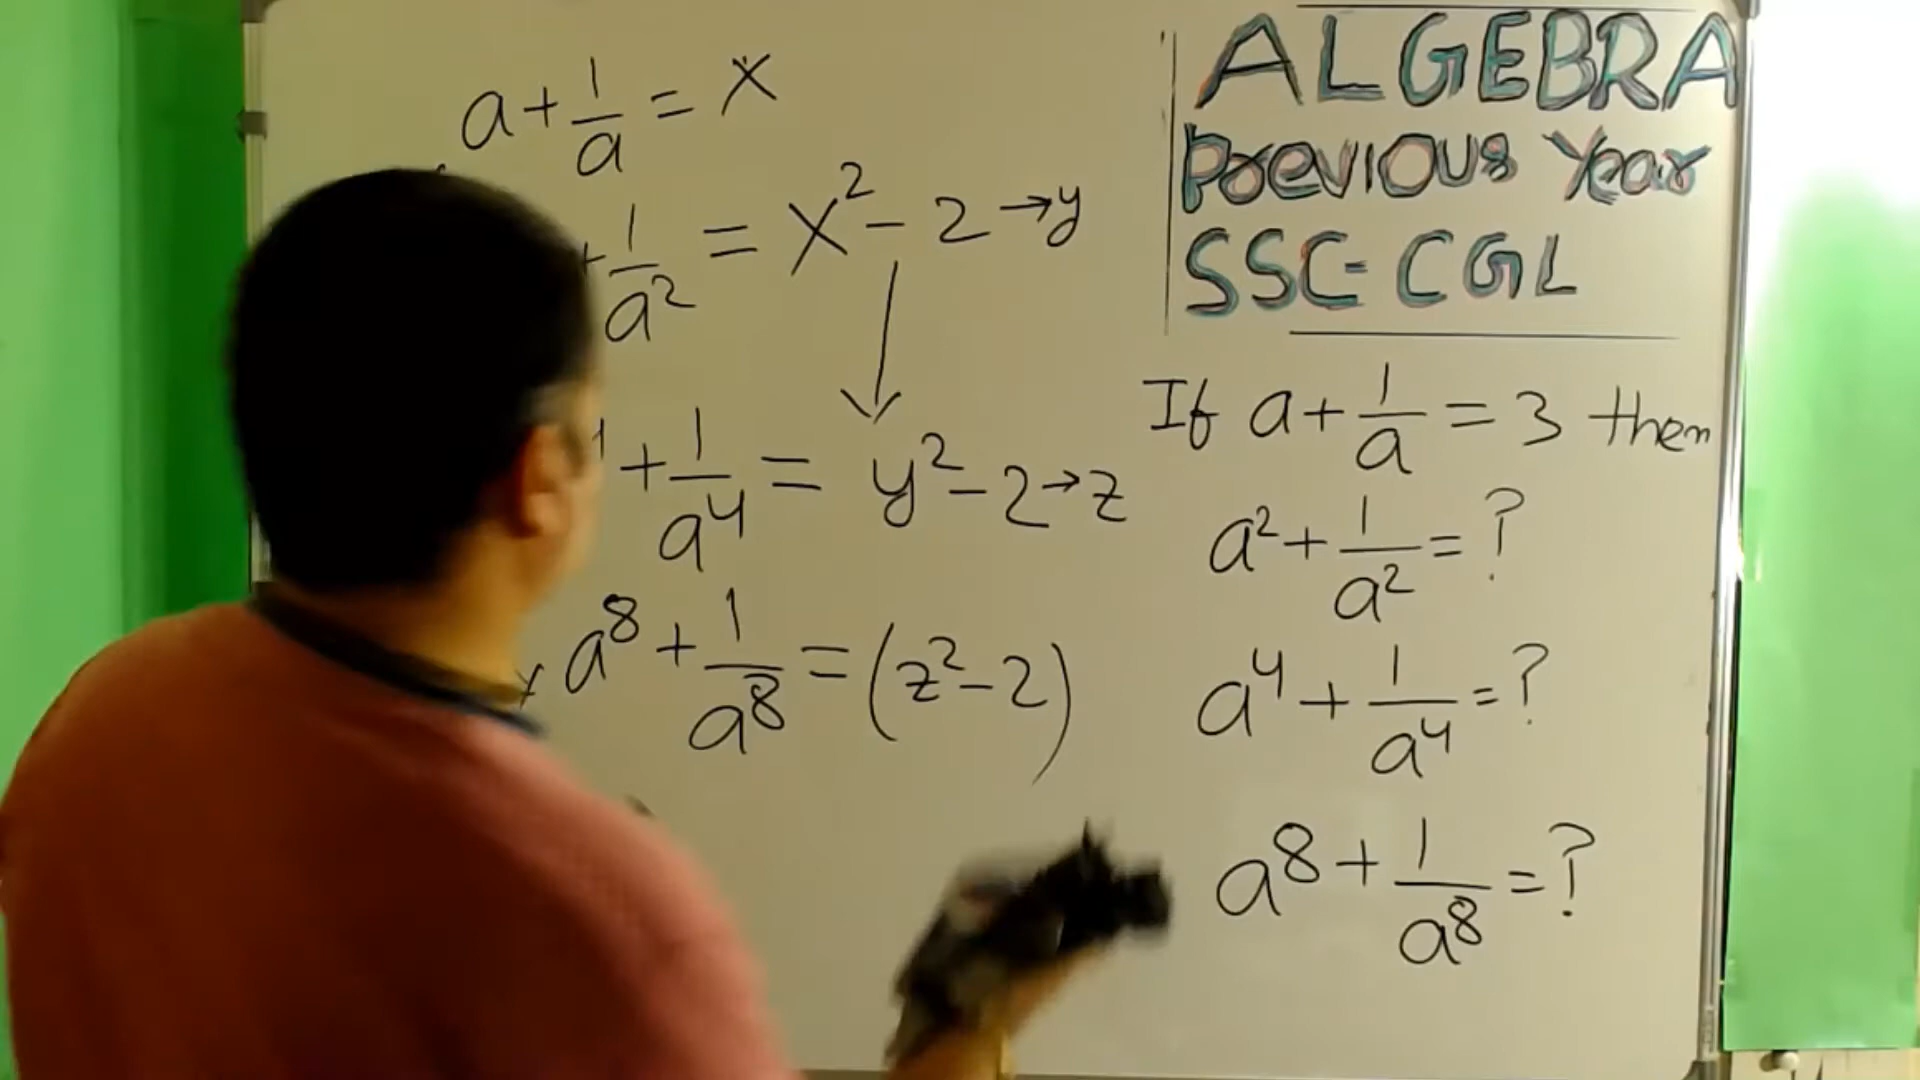 a + 1/a = x
+ 1/a² = x² - 2 → y
+ 1/a⁴ = y² - 2 → z
a⁸ + 1/a⁸ = (z² - 2)
ALGEBRA
Previous Year
SSC-CGL
If a + 1/a = 3 then
a² + 1/a² = ?
a⁴ + 1/a⁴ = ?
a⁸ + 1/a⁸ = ?